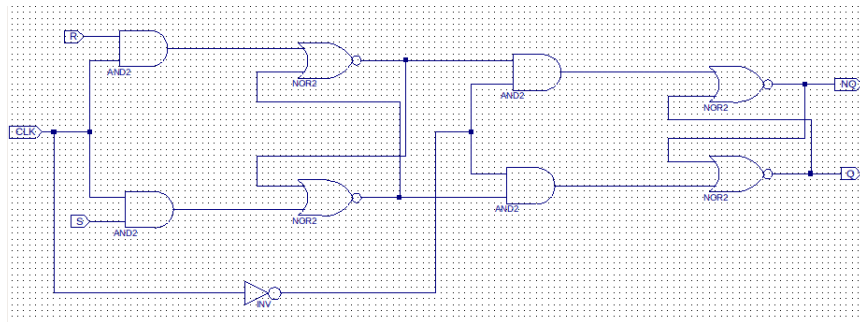 R
AND2
NOR2
AND2
NOR2
NQ
CLK
S
AND2
NOR2
AND2
NOR2
Q
INV